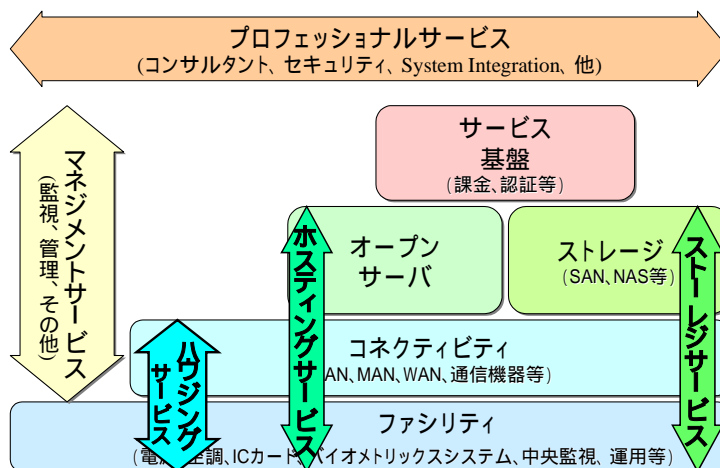 プロフェッショナルサービス
(コンサルタント、セキュリティ、System Integration、他)
マネジメントサービス
(監視、管理、その他)
サービス
基盤
(課金、認証等)
オープン
サーバ
ストレージ
(SAN、NAS等)
ホスティングサービス
ストーレジサービス
コネクティビティ
AN、MAN、WAN、通信機器等)
ハウジング
サービス
ファシリティ
(電源 空調、ICカード、バイオメトリックスシステム、中央監視、運用等)